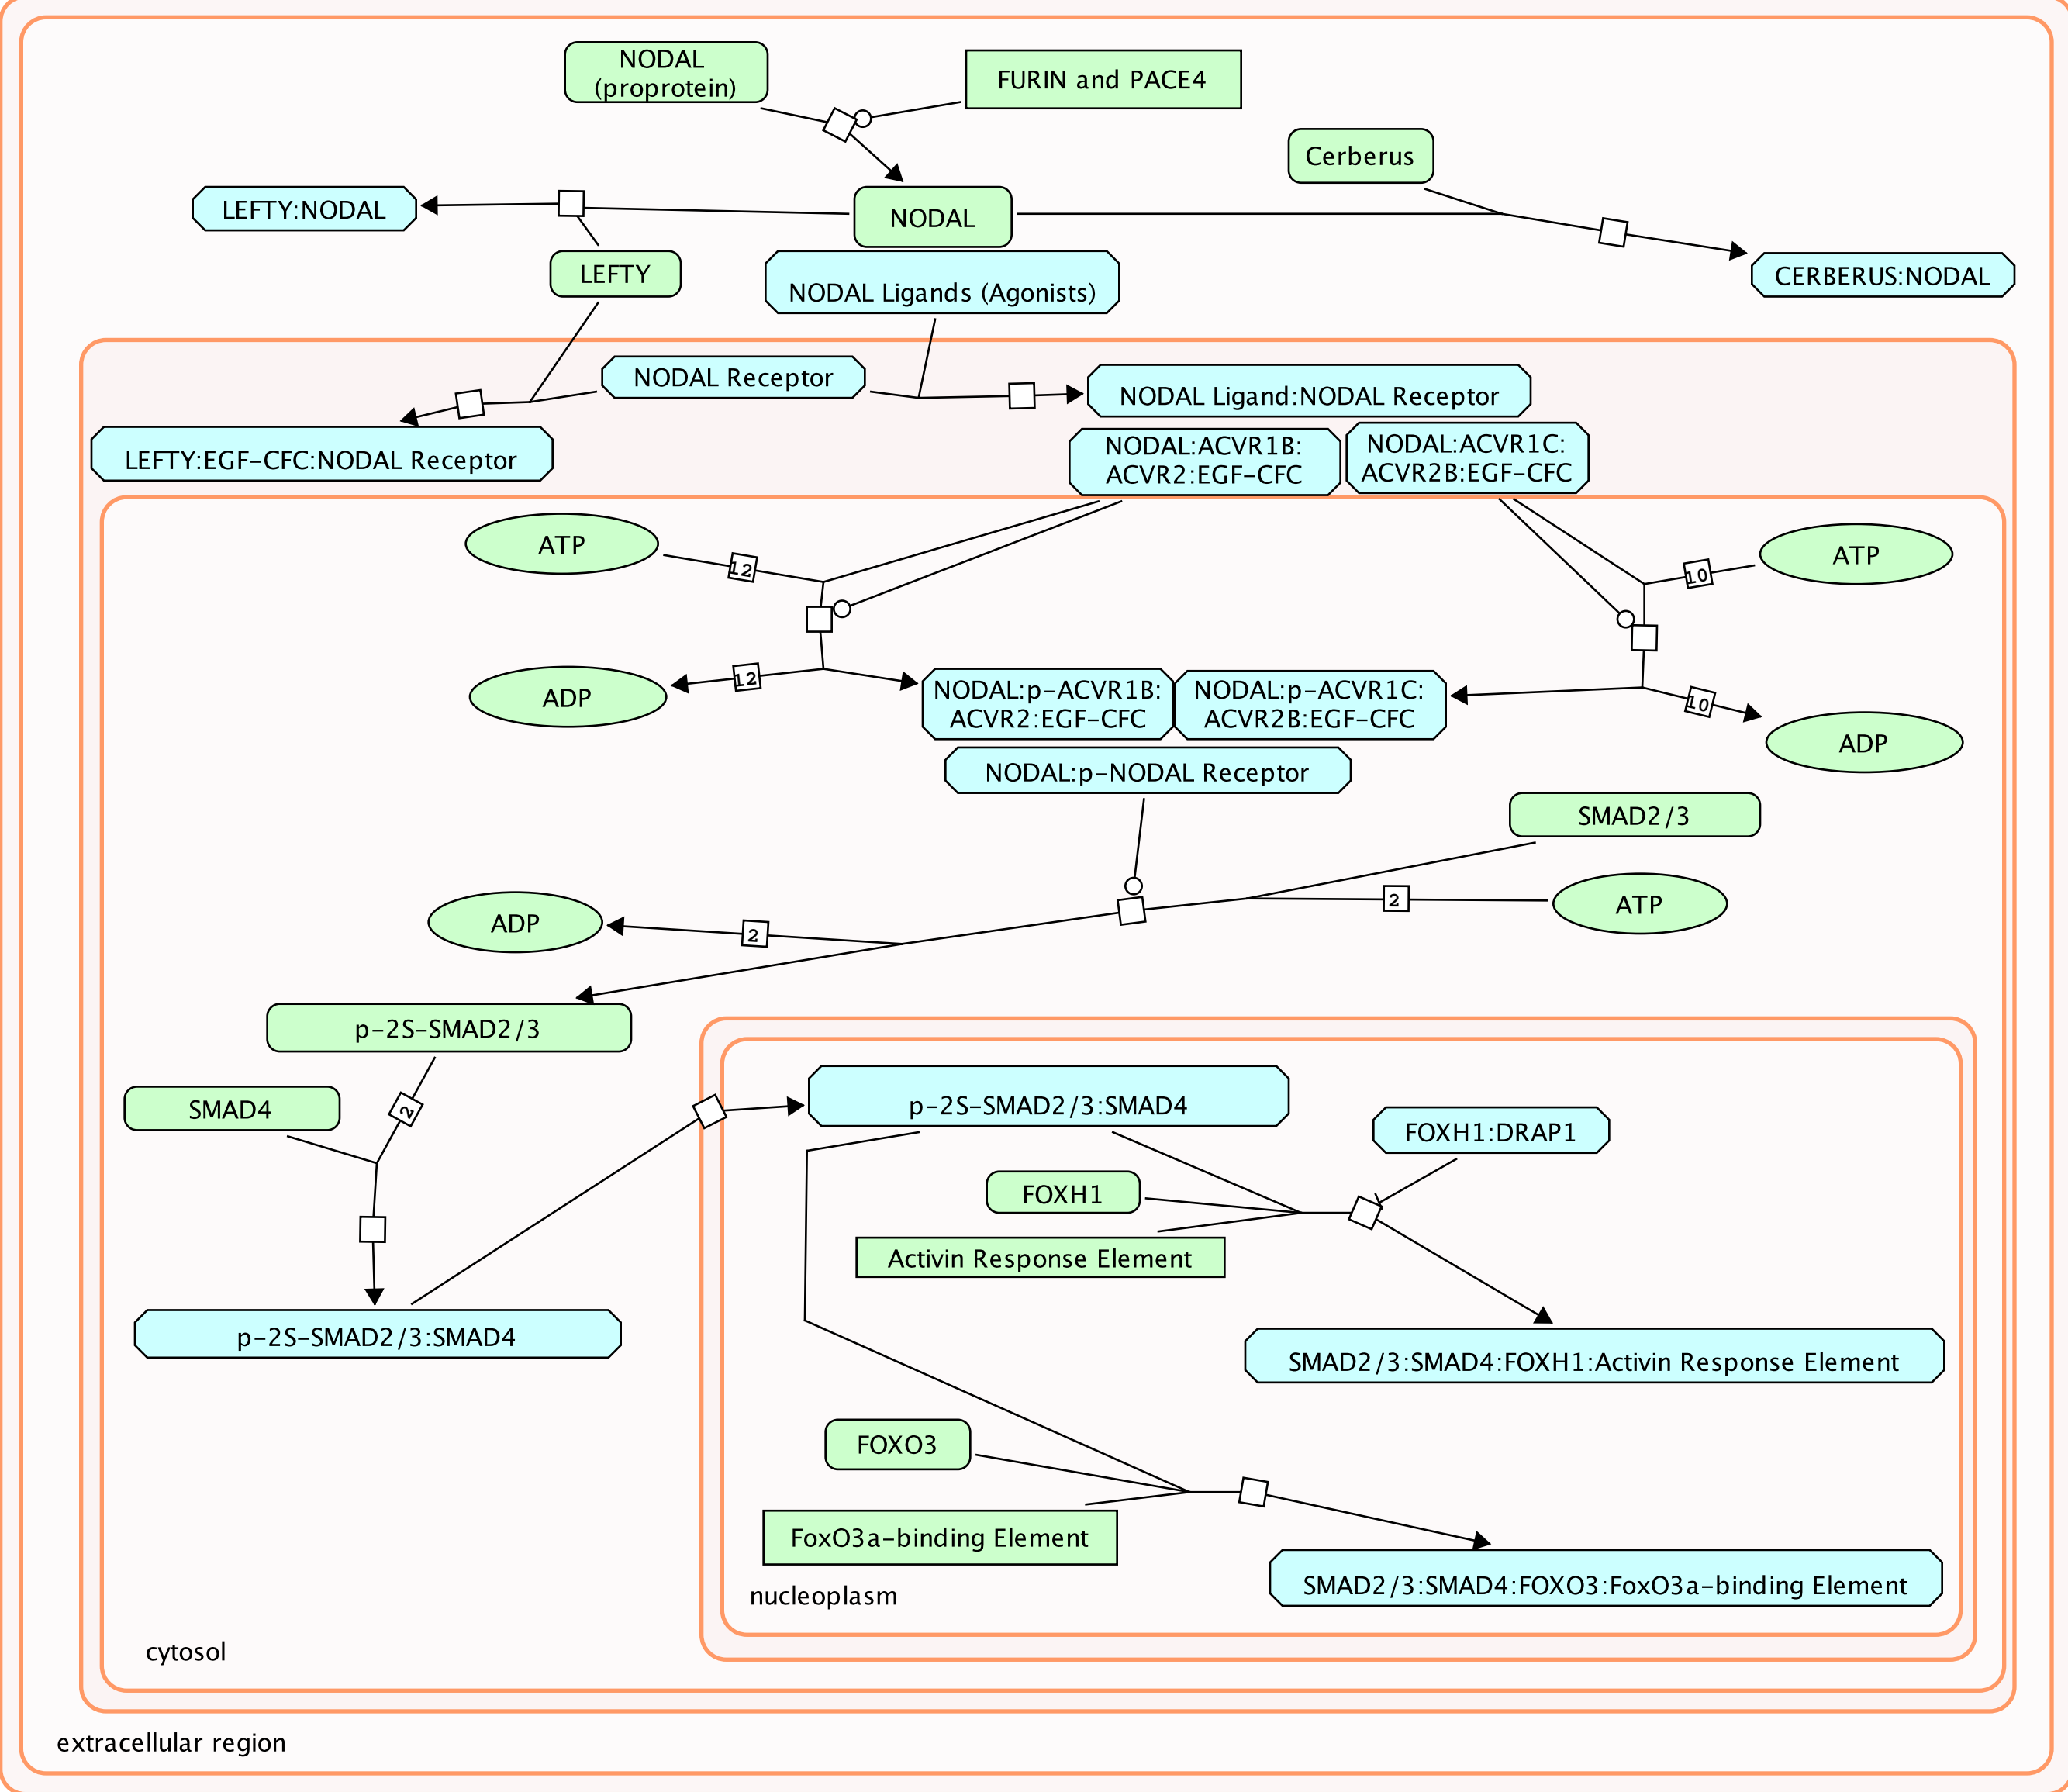 NODAL
(proprotein)
FURIN and PACE4
Cerberus
LEFTY:NODAL
NODAL
LEFTY
NODAL Ligands (Agonists)
CERBERUS:NODAL
NODAL Receptor
NODAL Ligand:NODAL Receptor
LEFTY:EGF-CFC:NODAL Receptor
NODAL:ACVR1B:
ACVR2:EGF-CFC
NODAL:ACVR1C:
ACVR2B:EGF-CFC
ATP
12
10
ATP
ADP
12
NODAL:p-ACVR1B:
ACVR2:EGF-CFC
NODAL:p-ACVR1C:
ACVR2B:EGF-CFC
10
ADP
NODAL:p-NODAL Receptor
SMAD2/3
2
ATP
ADP
2
p-2S-SMAD2/3
SMAD4
2
p-2S-SMAD2/3:SMAD4
FOXH1:DRAP1
FOXH1
Activin Response Element
p-2S-SMAD2/3:SMAD4
SMAD2/3:SMAD4:FOXH1:Activin Response Element
FOXO3
FoxO3a-binding Element
SMAD2/3:SMAD4:FOXO3:FoxO3a-binding Element
nucleoplasm
cytosol
extracellular region